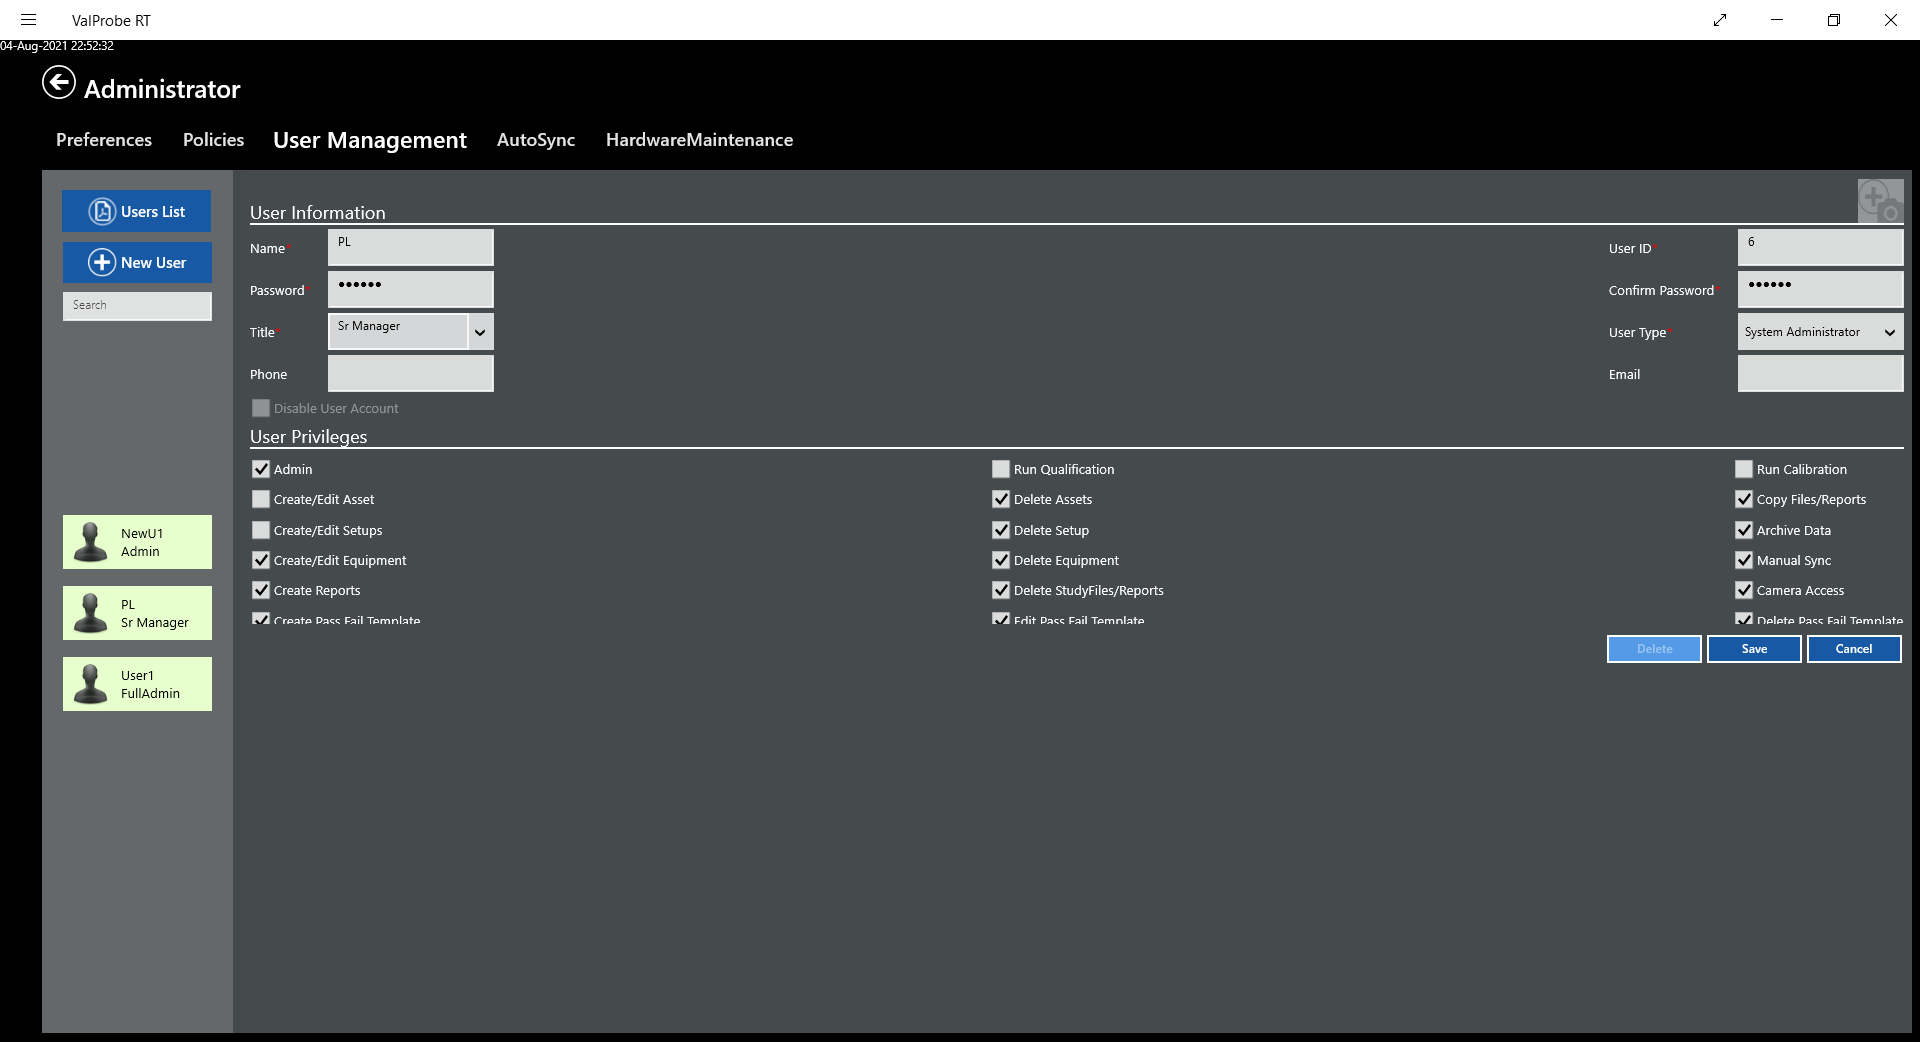 ValProbe RT
04-Aug-2021 22:52:32
Administrator
Preferences Policies User Management AutoSync HardwareMaintenance
Users List
New User
Search
NewU1
Admin
PL
Sr Manager
User1
FullAdmin
User Information
Name* PL User ID* 6
Password* •••••• Confirm Password* ••••••
Title* Sr Manager User Type* System Administrator
Phone Email
Disable User Account
User Privileges
Admin Run Qualification Run Calibration
Create/Edit Asset Delete Assets Copy Files/Reports
Create/Edit Setups Delete Setup Archive Data
Create/Edit Equipment Delete Equipment Manual Sync
Create Reports Delete StudyFiles/Reports Camera Access
Create Pass Fail Template Edit Pass Fail Template Delete Pass Fail Template
Delete Save Cancel